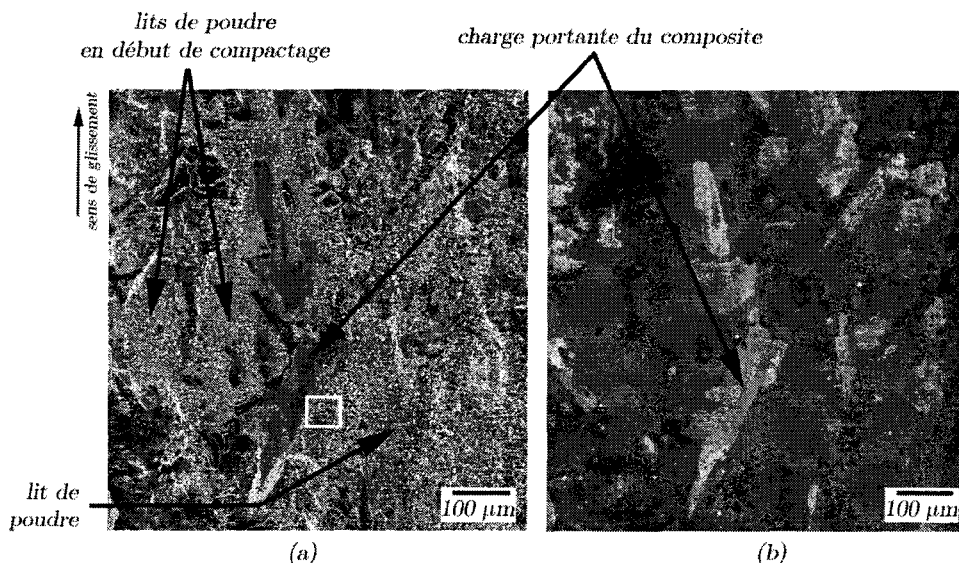 lits de poudre
en début de compactage
charge portante du composite
sens de glissement
lit de
poudre
100 μm
100 μm
(a)
(b)